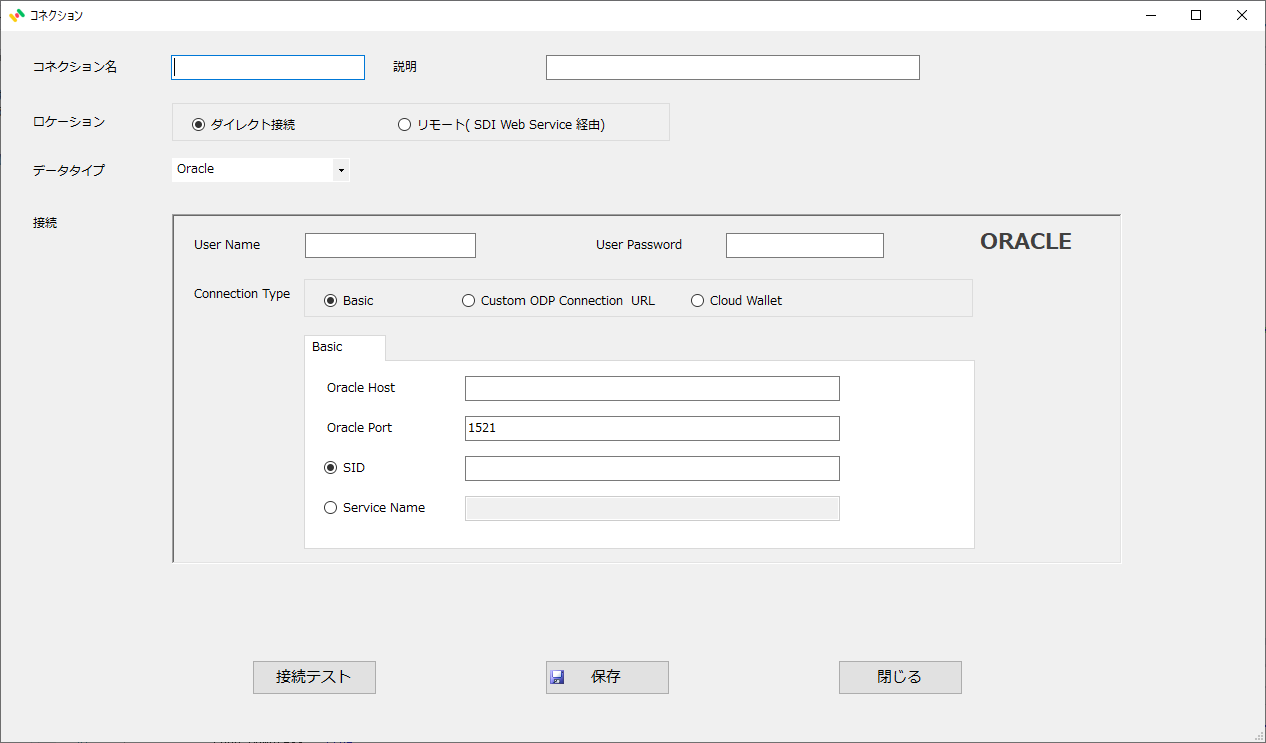 コネクション
コネクション名
説明
ロケーション
ダイレクト接続
リモート( SDI Web Service 経由)
データタイプ
Oracle
接続
User Name
User Password
ORACLE
Connection Type
Basic
Custom ODP Connection  URL
Cloud Wallet
Basic
Oracle Host
Oracle Port
1521
SID
Service Name
接続テスト
保存
閉じる